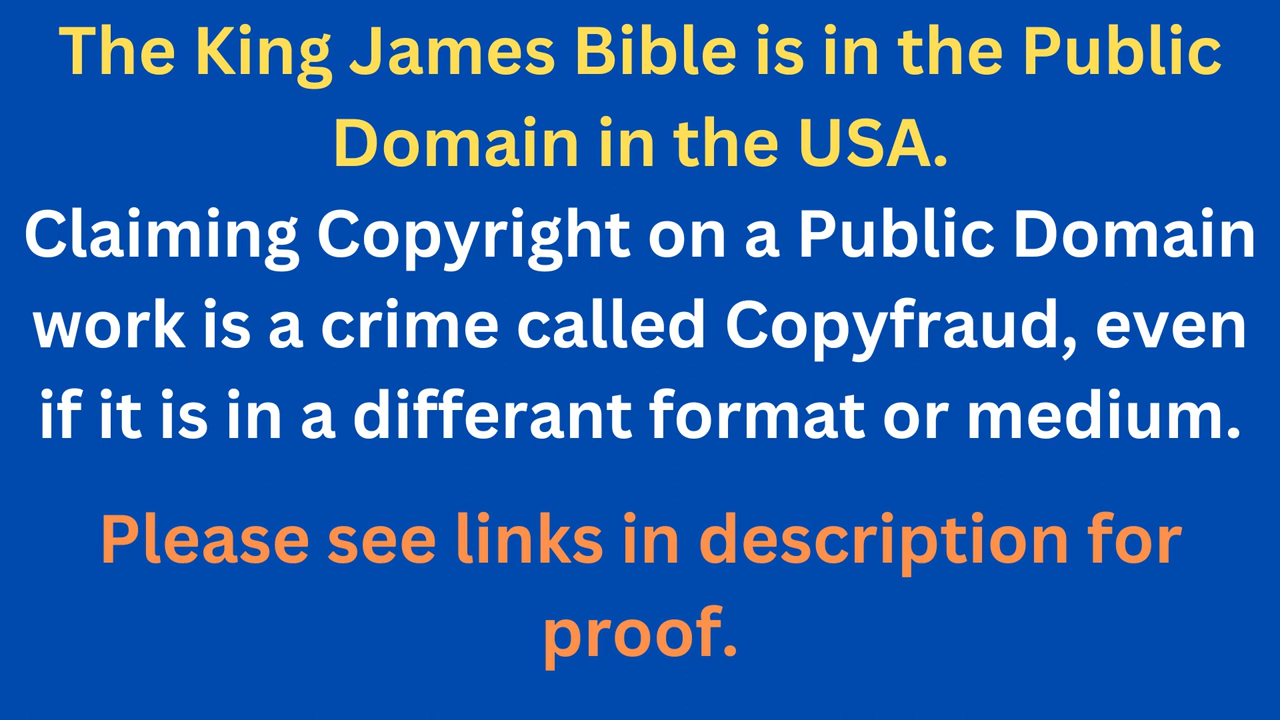 The King James Bible is in the Public
Domain in the USA.
Claiming Copyright on a Public Domain
work is a crime called Copyfraud, even
if it is in a differant format or medium.
Please see links in description for
proof.